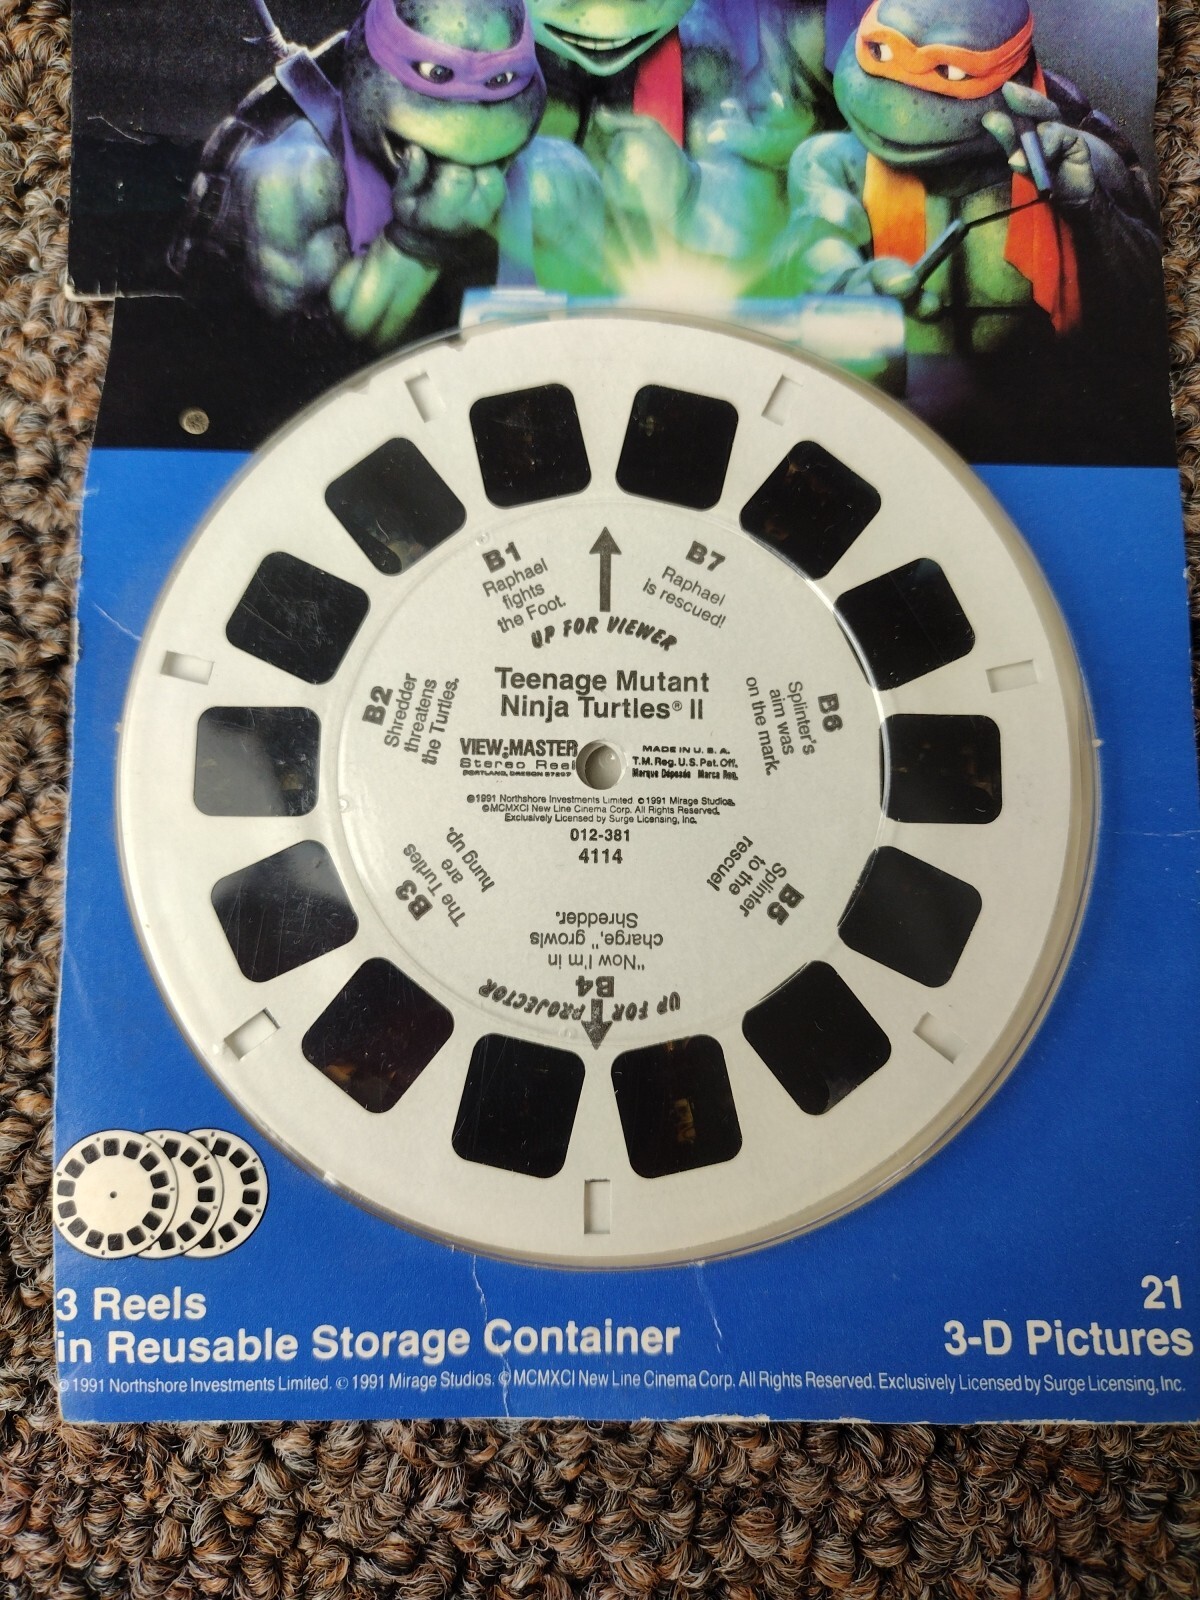 B1
Raphael
fights
the Foot.
B7
Raphael
is rescued!
UP FOR VIEWER
B2
Shredder
threatens
the Turtles.
Teenage Mutant
Ninja Turtles® II
B6
Splinter's
aim was
on the mark.
VIEW-MASTER
Stereo Reel
PORTLAND, OREGON 97207
MADE IN U. S. A.
T.M. Reg. U.S. Pat. Off.
Marque Déposée Marca Reg.
©1991 Northshore Investments Limited ©1991 Mirage Studios.
©MCMXCI New Line Cinema Corp. All Rights Reserved.
Exclusively Licensed by Surge Licensing, Inc.
012-381
4114
B3
The Turtles
are
hung up.
B5
Splinter
to the
rescue!
B4
"Now I'm in
charge," growls
Shredder.
UP FOR PROJECTOR
3 Reels
in Reusable Storage Container
21
3-D Pictures
©1991 Northshore Investments Limited. ©1991 Mirage Studios. ©MCMXCI New Line Cinema Corp. All Rights Reserved. Exclusively Licensed by Surge Licensing, Inc.